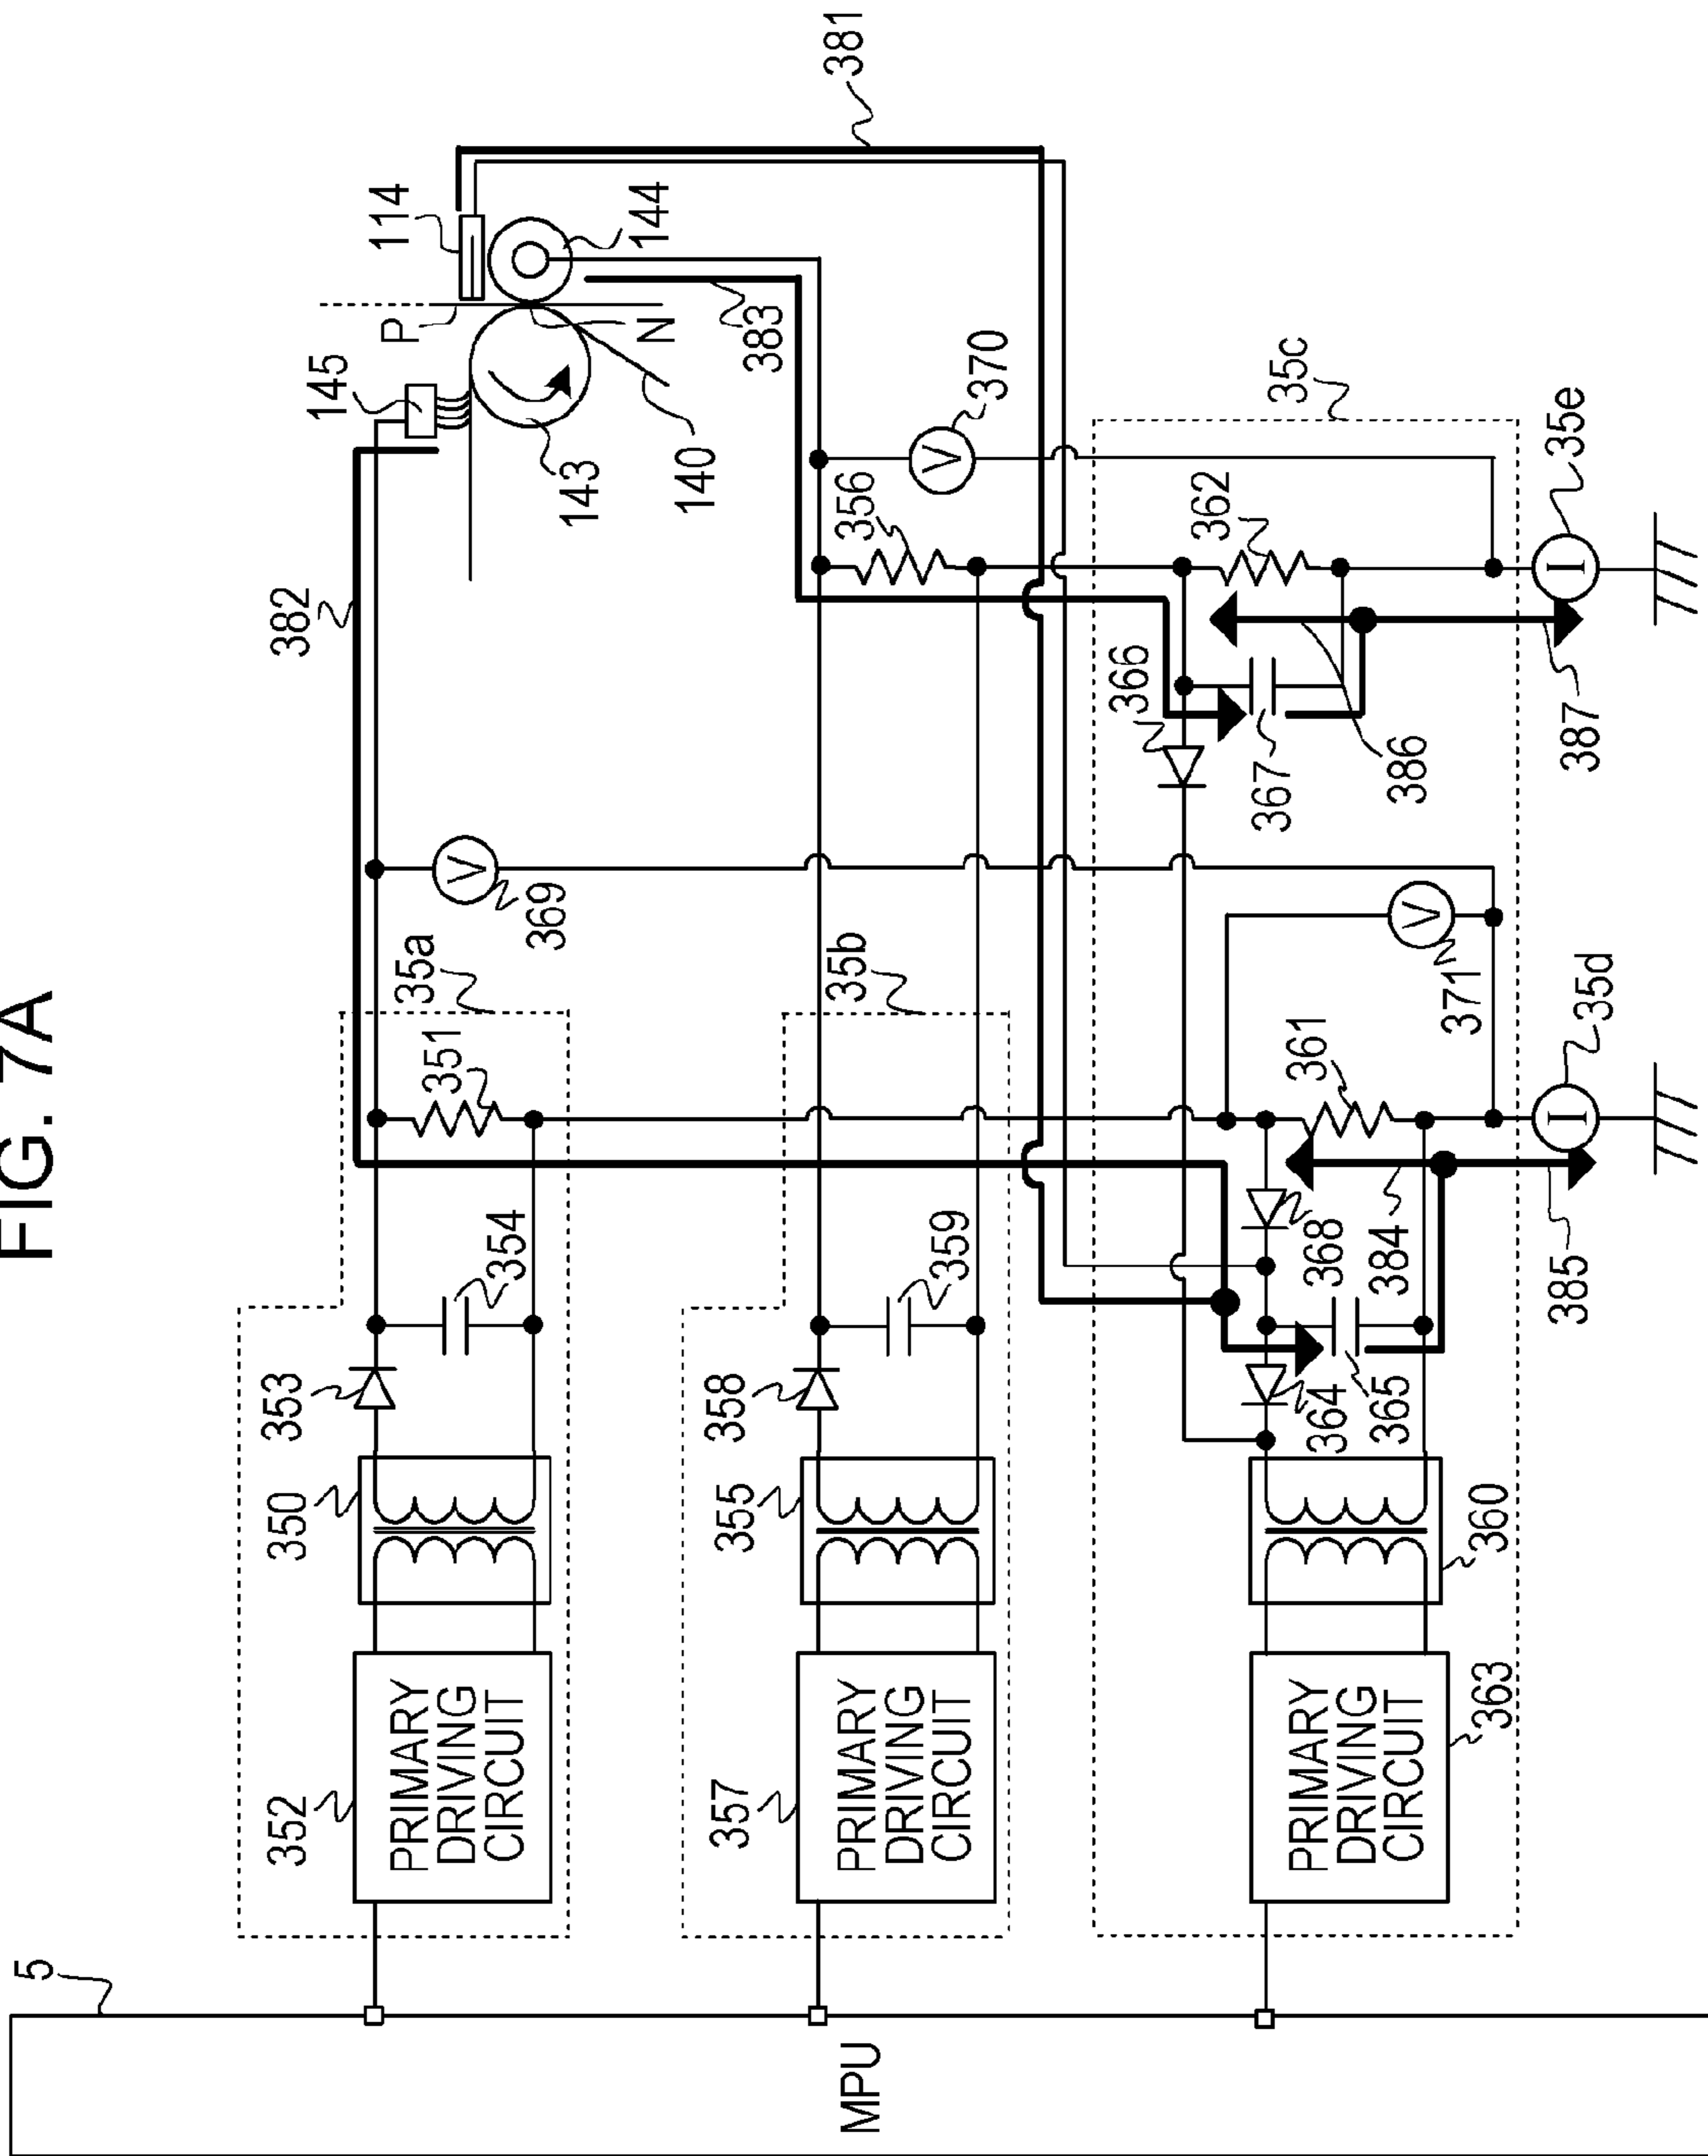 FIG. 7A
5
MPU
352
350
353
354
351
35a
382
369
145
P
114
381
144
N
383
143
140
PRIMARY
DRIVING
CIRCUIT
357
355
358
359
35b
356
370
PRIMARY
DRIVING
CIRCUIT
35c
366
367
362
386
387
35e
364
365
368
384
385
361
371
35d
360
363
PRIMARY
DRIVING
CIRCUIT
V
V
V
I
I